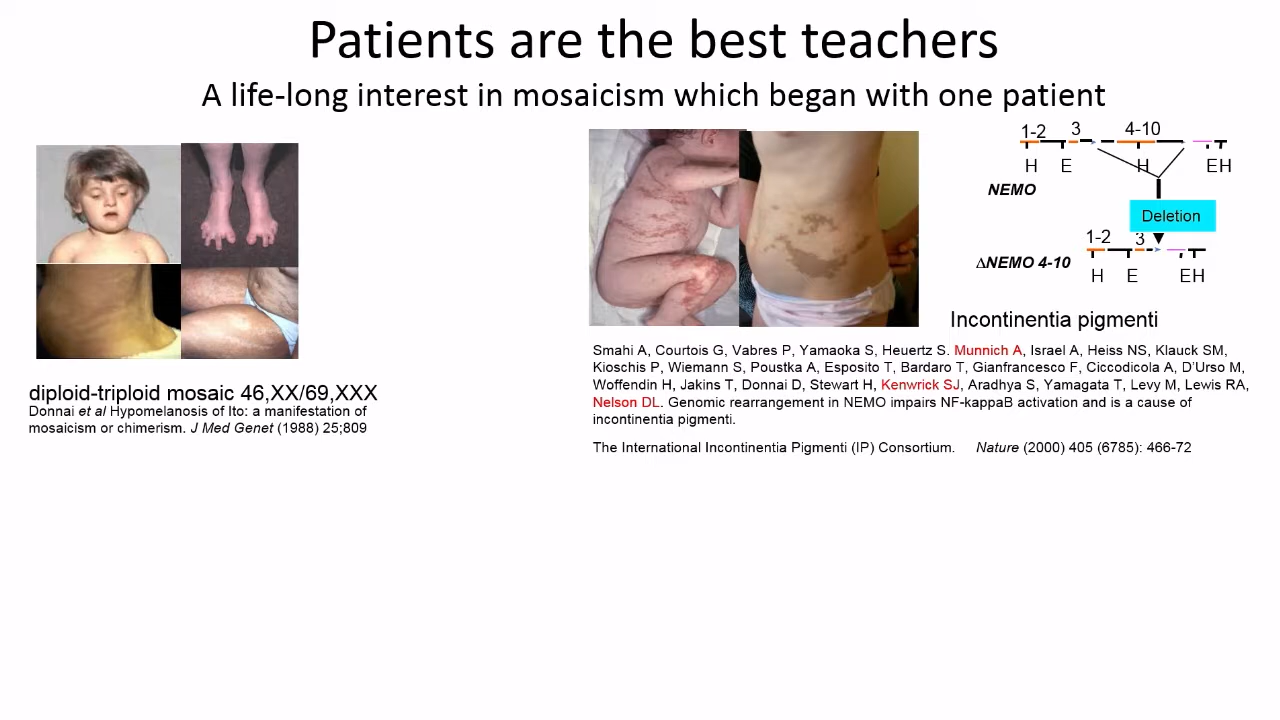 Patients are the best teachers
A life-long interest in mosaicism which began with one patient
diploid-triploid mosaic 46,XX/69,XXX
Donnai et al Hypomelanosis of Ito: a manifestation of
mosaicism or chimerism. J Med Genet (1988) 25;809
1-2 3 4-10
H E H EH
NEMO
Deletion
1-2 3
ΔNEMO 4-10
H E EH
Incontinentia pigmenti
Smahi A, Courtois G, Vabres P, Yamaoka S, Heuertz S. Munnich A, Israel A, Heiss NS, Klauck SM,
Kioschis P, Wiemann S, Poustka A, Esposito T, Bardaro T, Gianfrancesco F, Ciccodicola A, D'Urso M,
Woffendin H, Jakins T, Donnai D, Stewart H, Kenwrick SJ, Aradhya S, Yamagata T, Levy M, Lewis RA,
Nelson DL. Genomic rearrangement in NEMO impairs NF-kappaB activation and is a cause of
incontinentia pigmenti.
The International Incontinentia Pigmenti (IP) Consortium. Nature (2000) 405 (6785): 466-72